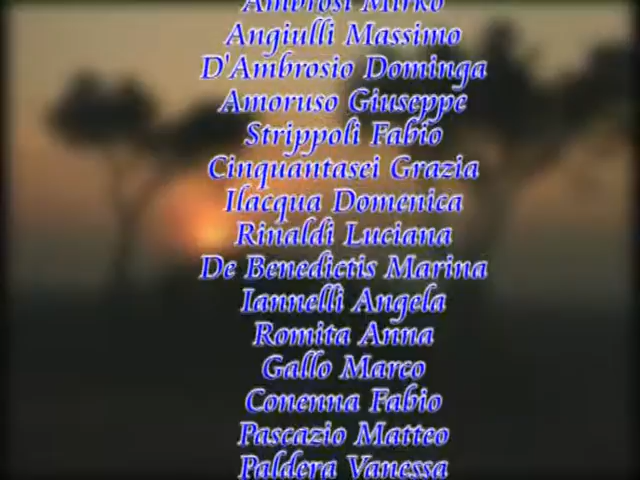 Ambrosi Mirko
Angiulli Massimo
D'Ambrosio Dominga
Amoruso Giuseppe
Strippoli Fabio
Cinquantasei Grazia
Ilacqua Domenica
Rinaldi Luciana
De Benedictis Marina
Iannelli Angela
Romita Anna
Gallo Marco
Conenna Fabio
Pascazio Matteo
Paldera Vanessa